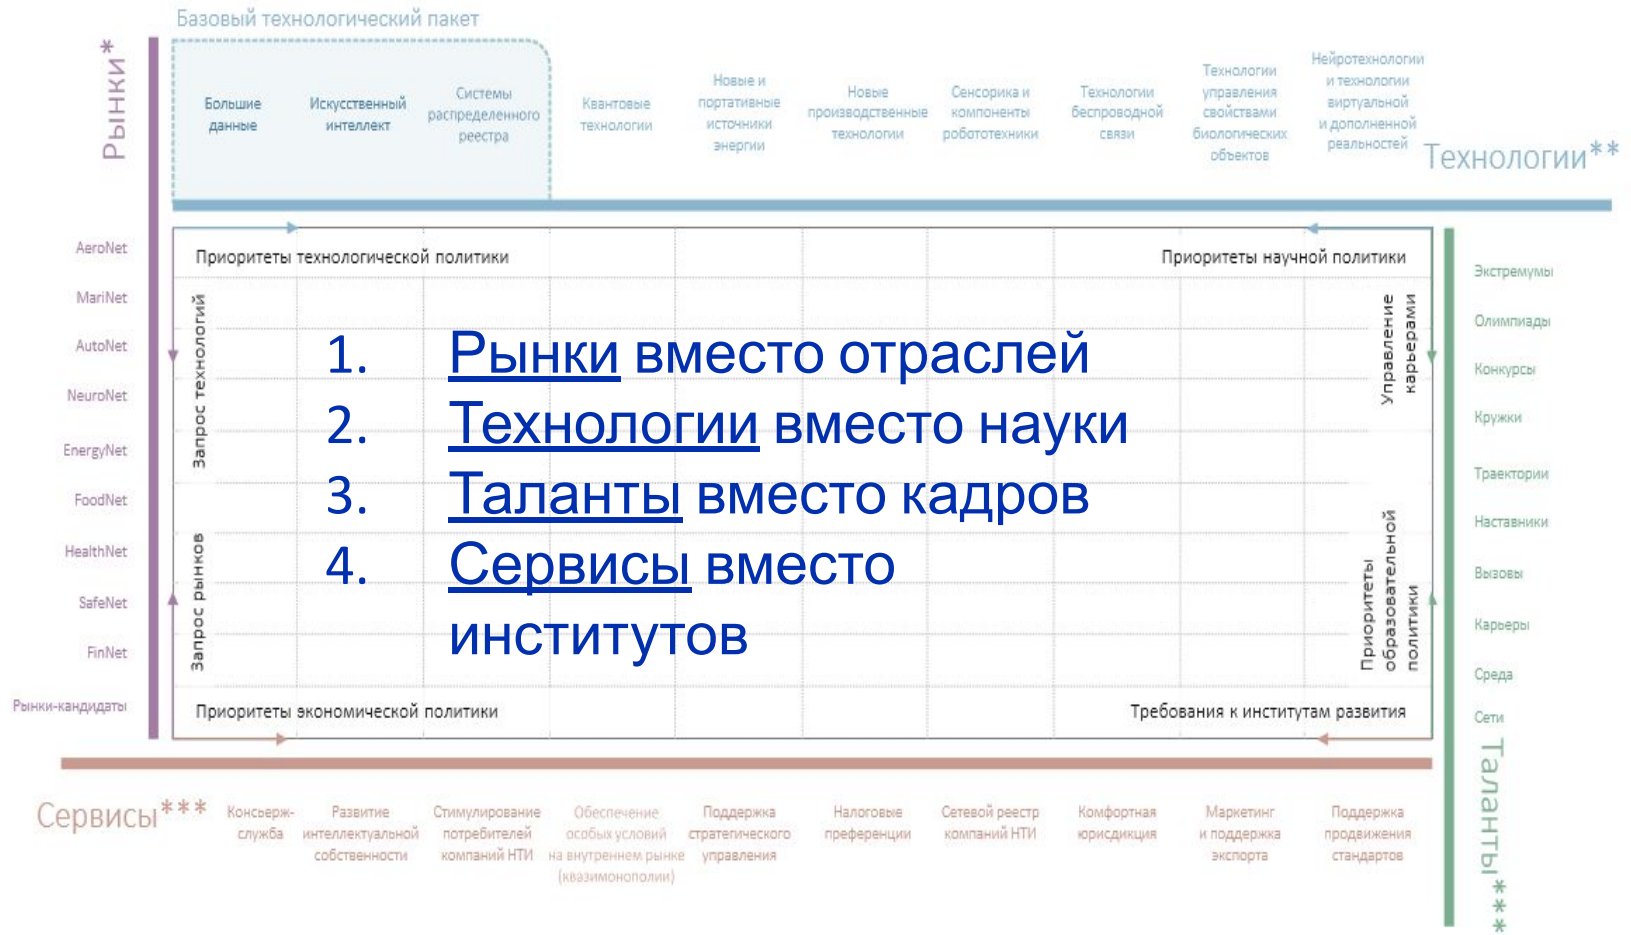 Базовый технологический пакет
Рынки*
Большие
данные
Искусственный
интеллект
Системы
распределенного
реестра
Квантовые
технологии
Новые и
портативные
источники
энергии
Новые
производственные
технологии
Сенсорика и
компоненты
робототехники
Технологии
беспроводной
связи
Технологии
управления
свойствами
биологических
объектов
Нейротехнологии
и технологии
виртуальной
и дополненной
реальностей
Технологии**
AeroNet
MariNet
AutoNet
NeuroNet
EnergyNet
FoodNet
HealthNet
SafeNet
FinNet
Рынки-кандидаты
Приоритеты технологической политики
Приоритеты научной политики
Запрос технологий
Запрос рынков
1. Рынки вместо отраслей
2. Технологии вместо науки
3. Таланты вместо кадров
4. Сервисы вместо
институтов
Управление
карьерами
Приоритеты
образовательной
политики
Приоритеты экономической политики
Требования к институтам развития
Экстремумы
Олимпиады
Конкурсы
Кружки
Траектории
Наставники
Вызовы
Карьеры
Среда
Сети
Таланты***
Сервисы***
Консьерж-
служба
Развитие
интеллектуальной
собственности
Стимулирование
потребителей
компаний НТИ
Обеспечение
особых условий
на внутреннем рынке
(квазимонополии)
Поддержка
стратегического
управления
Налоговые
преференции
Сетевой реестр
компаний НТИ
Комфортная
юрисдикция
Маркетинг
и поддержка
экспорта
Поддержка
продвижения
стандартов